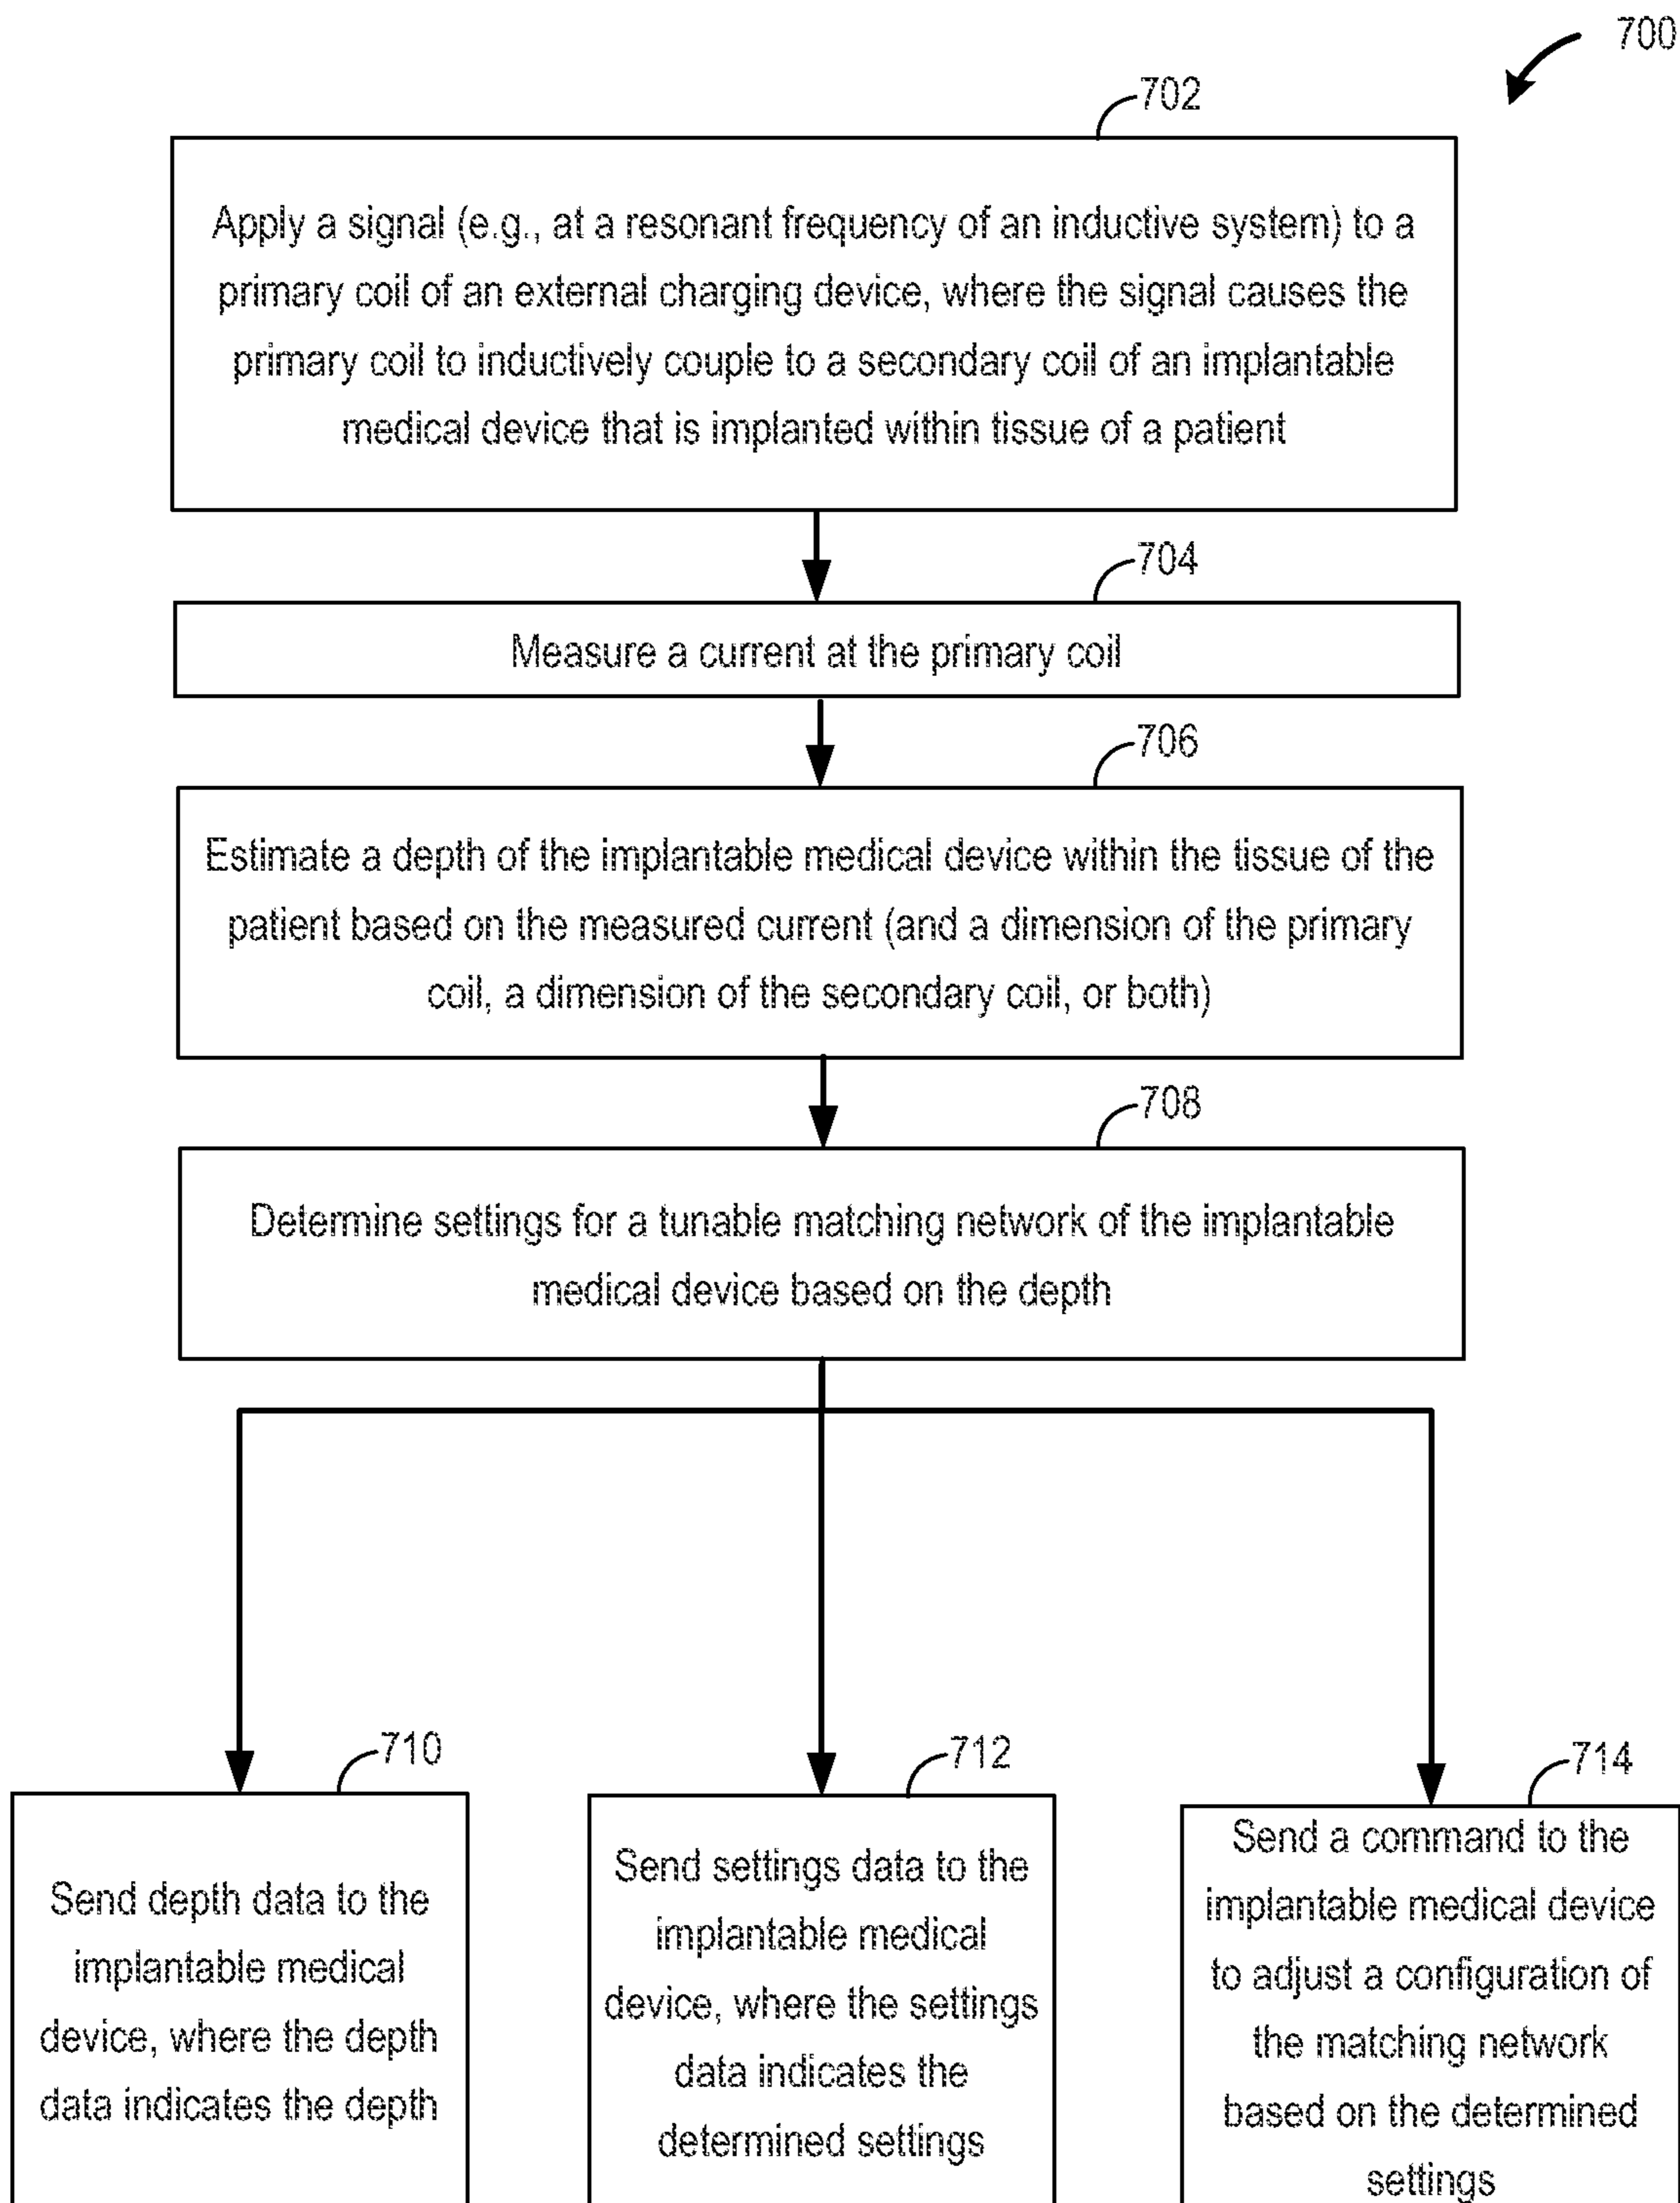 700
702
Apply a signal (e.g., at a resonant frequency of an inductive system) to a
primary coil of an external charging device, where the signal causes the
primary coil to inductively couple to a secondary coil of an implantable
medical device that is implanted within tissue of a patient
704
Measure a current at the primary coil
706
Estimate a depth of the implantable medical device within the tissue of the
patient based on the measured current (and a dimension of the primary
coil, a dimension of the secondary coil, or both)
708
Determine settings for a tunable matching network of the implantable
medical device based on the depth
710
Send depth data to the
implantable medical
device, where the depth
data indicates the depth
712
Send settings data to the
implantable medical
device, where the settings
data indicates the
determined settings
714
Send a command to the
implantable medical device
to adjust a configuration of
the matching network
based on the determined
settings